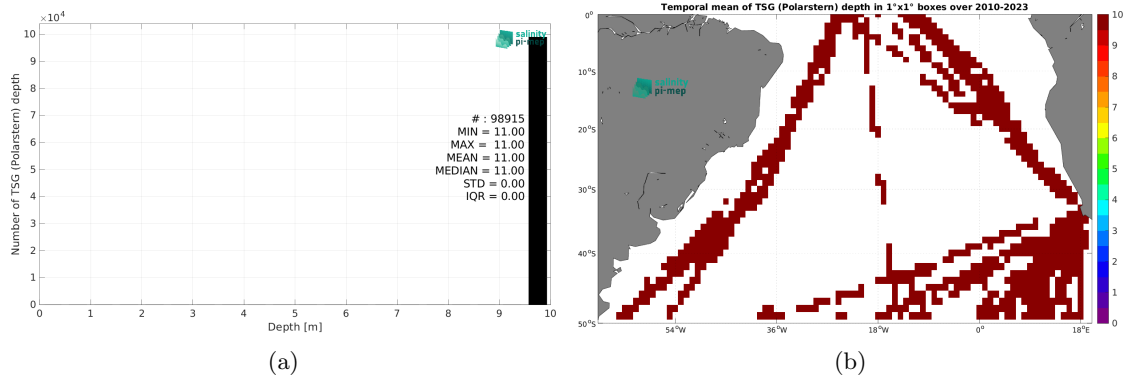 ×10⁴
10
9
8
7
6
5
4
3
2
1
0
Number of TSG (Polarstern) depth
salinity
pi-mep
# : 98915
MIN = 11.00
MAX = 11.00
MEAN = 11.00
MEDIAN = 11.00
STD = 0.00
IQR = 0.00
0 1 2 3 4 5 6 7 8 9 10
Depth [m]
(a)
Temporal mean of TSG (Polarstern) depth in 1°x1° boxes over 2010-2023
0°
10°S
20°S
30°S
40°S
50°S
salinity
pi-mep
54°W 36°W 18°W 0° 18°E
10
9
8
7
6
5
4
3
2
1
0
(b)